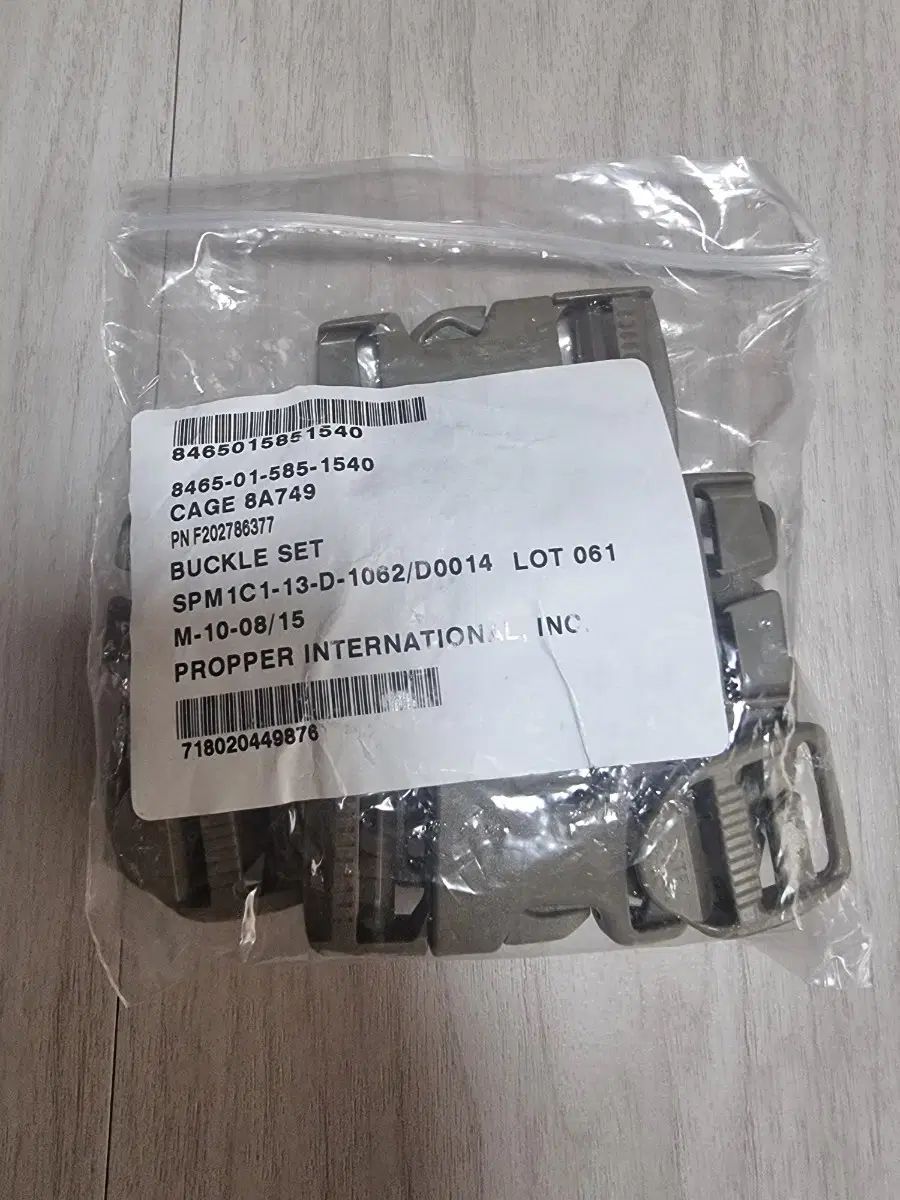 8465015851540
8465-01-585-1540
CAGE 8A749
PN F202786377
BUCKLE SET
SPM1C1-13-D-1062/D0014 LOT 061
M-10-08/15
PROPPER INTERNATIONAL, INC.
718020449876